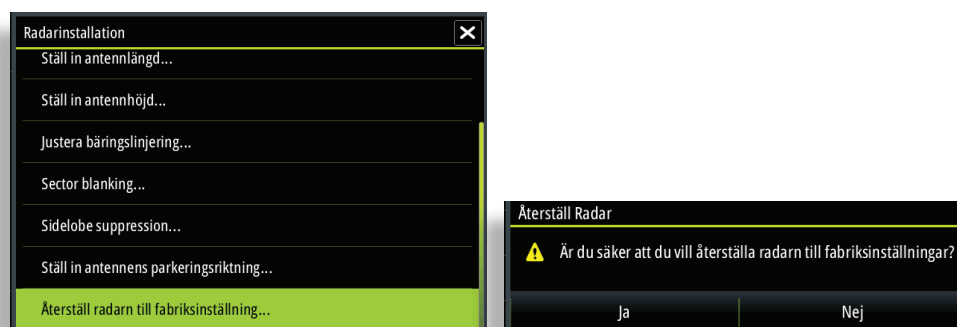 Radarinstallation
Ställ in antennlängd...
Ställ in antennhöjd...
Justera bäringslinjering...
Sector blanking...
Sidelobe suppression...
Ställ in antennens parkeringsriktning...
Återställ radarn till fabriksinställning...
Återställ Radar
Är du säker att du vill återställa radarn till fabriksinställningar?
Ja Nej